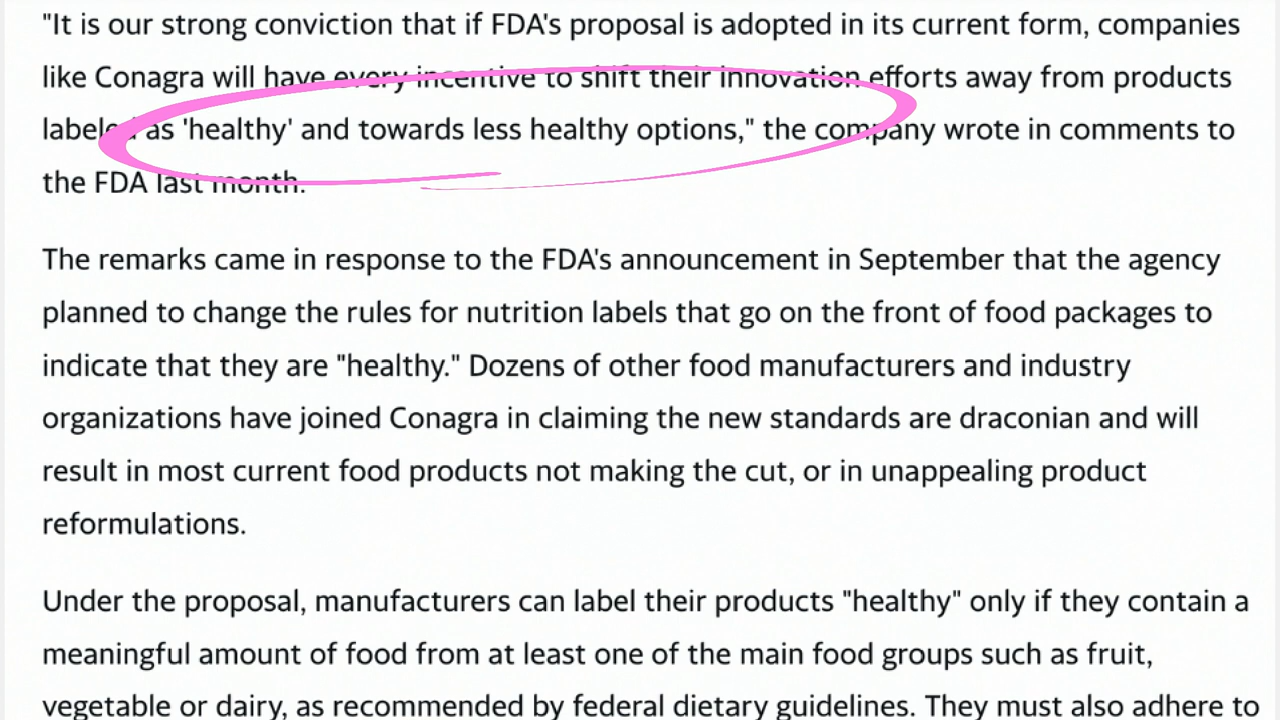 "It is our strong conviction that if FDA's proposal is adopted in its current form, companies
like Conagra will have every incentive to shift their innovation efforts away from products
labeled as 'healthy' and towards less healthy options," the company wrote in comments to
the FDA last month.
The remarks came in response to the FDA's announcement in September that the agency
planned to change the rules for nutrition labels that go on the front of food packages to
indicate that they are "healthy." Dozens of other food manufacturers and industry
organizations have joined Conagra in claiming the new standards are draconian and will
result in most current food products not making the cut, or in unappealing product
reformulations.
Under the proposal, manufacturers can label their products "healthy" only if they contain a
meaningful amount of food from at least one of the main food groups such as fruit,
vegetable or dairy, as recommended by federal dietary guidelines. They must also adhere to